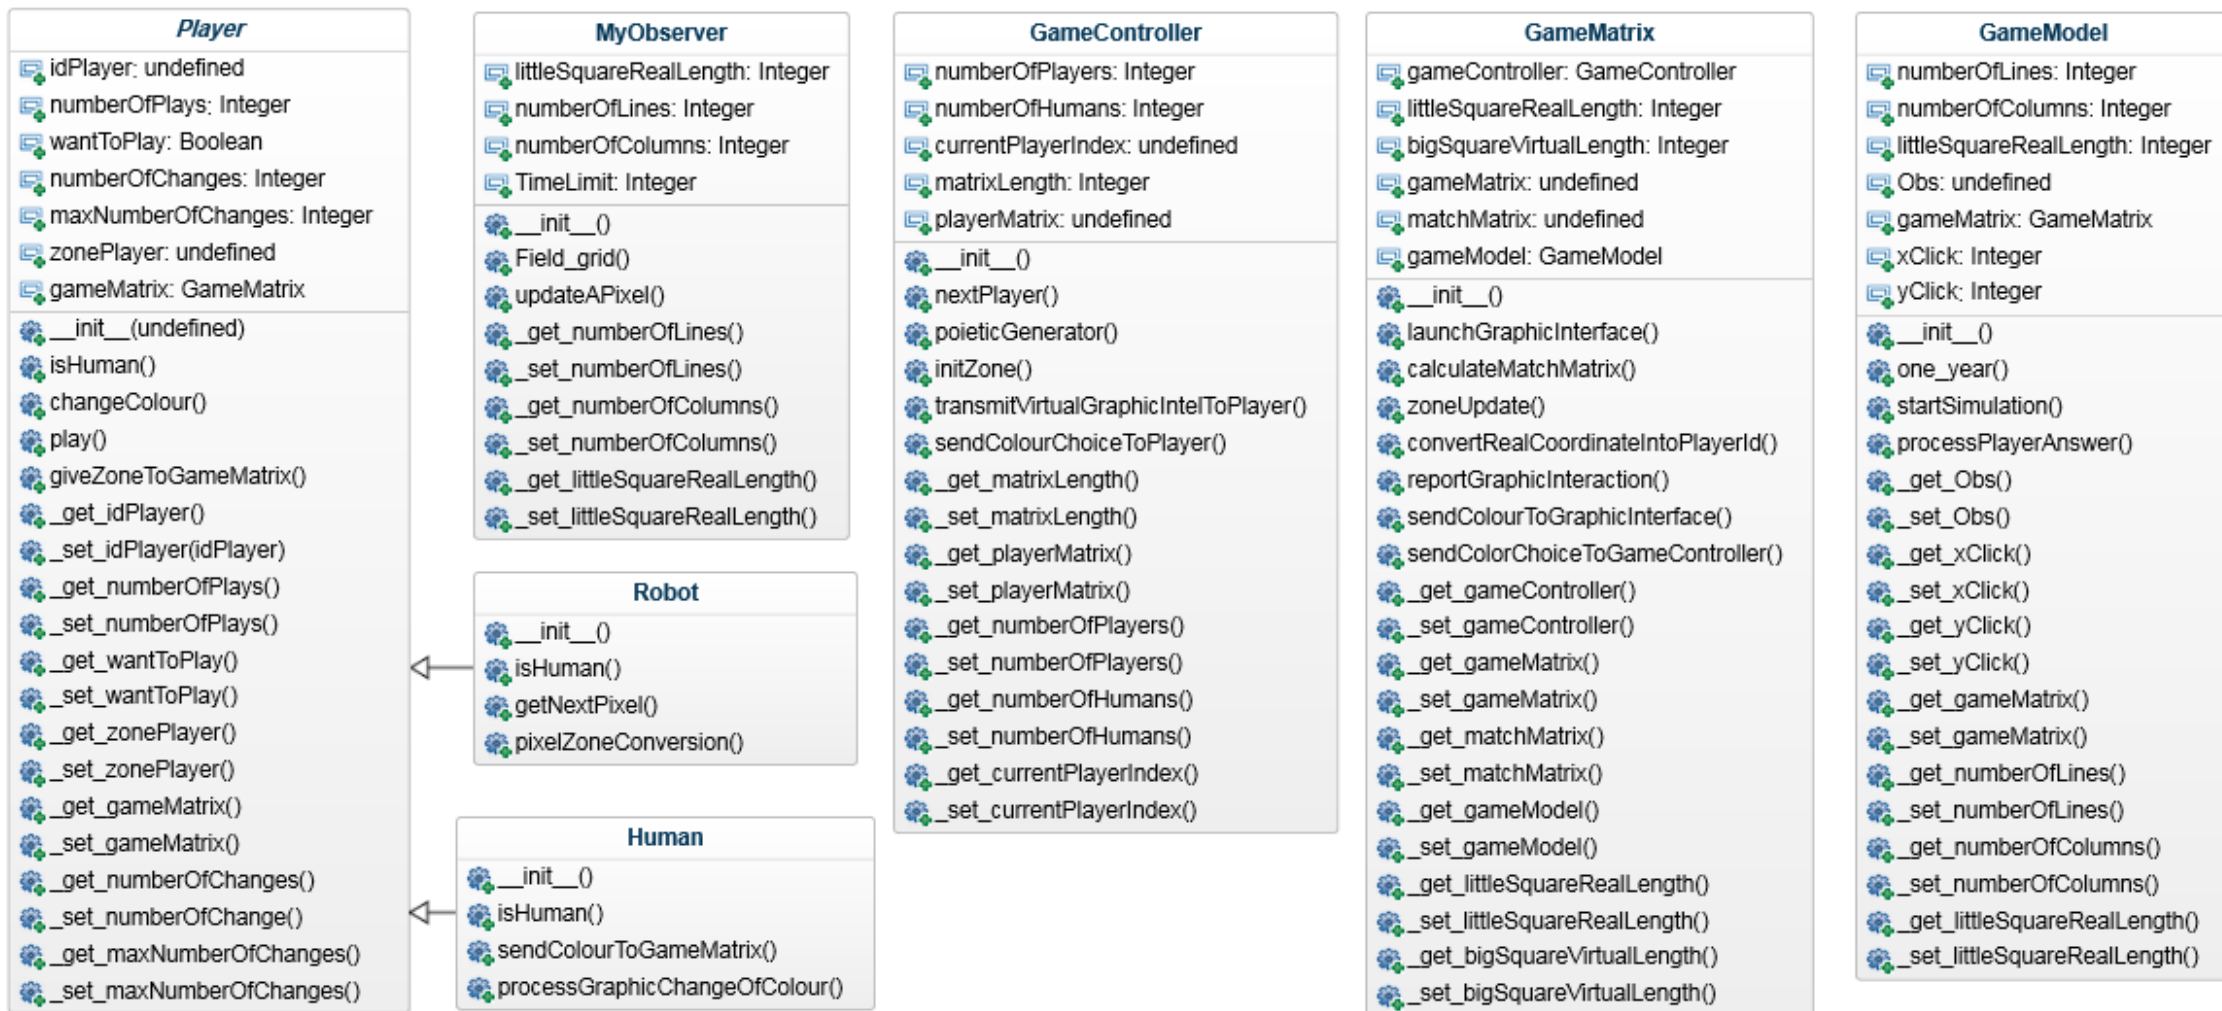 Player
idPlayer: undefined
numberOfPlays: Integer
wantToPlay: Boolean
numberOfChanges: Integer
maxNumberOfChanges: Integer
zonePlayer: undefined
gameMatrix: GameMatrix
__init__(undefined)
isHuman()
changeColour()
play()
giveZoneToGameMatrix()
_get_idPlayer()
_set_idPlayer(idPlayer)
_get_numberOfPlays()
_set_numberOfPlays()
_get_wantToPlay()
_set_wantToPlay()
_get_zonePlayer()
_set_zonePlayer()
_get_gameMatrix()
_set_gameMatrix()
_get_numberOfChanges()
_set_numberOfChange()
_get_maxNumberOfChanges()
_set_maxNumberOfChanges()
MyObserver
littleSquareRealLength: Integer
numberOfLines: Integer
numberOfColumns: Integer
TimeLimit: Integer
__init__()
Field_grid()
updateAPixel()
_get_numberOfLines()
_set_numberOfLines()
_get_numberOfColumns()
_set_numberOfColumns()
_get_littleSquareRealLength()
_set_littleSquareRealLength()
Robot
__init__()
isHuman()
getNextPixel()
pixelZoneConversion()
Human
__init__()
isHuman()
sendColourToGameMatrix()
processGraphicChangeOfColour()
GameController
numberOfPlayers: Integer
numberOfHumans: Integer
currentPlayerIndex: undefined
matrixLength: Integer
playerMatrix: undefined
__init__()
nextPlayer()
poieticGenerator()
initZone()
transmitVirtualGraphicIntelToPlayer()
sendColourChoiceToPlayer()
_get_matrixLength()
_set_matrixLength()
_get_playerMatrix()
_set_playerMatrix()
_get_numberOfPlayers()
_set_numberOfPlayers()
_get_numberOfHumans()
_set_numberOfHumans()
_get_currentPlayerIndex()
_set_currentPlayerIndex()
GameMatrix
gameController: GameController
littleSquareRealLength: Integer
bigSquareVirtualLength: Integer
gameMatrix: undefined
matchMatrix: undefined
gameModel: GameModel
__init__()
launchGraphicInterface()
calculateMatchMatrix()
zoneUpdate()
convertRealCoordinateIntoPlayerId()
reportGraphicInteraction()
sendColourToGraphicInterface()
sendColorChoiceToGameController()
_get_gameController()
_set_gameController()
_get_gameMatrix()
_set_gameMatrix()
_get_matchMatrix()
_set_matchMatrix()
_get_gameModel()
_set_gameModel()
_get_littleSquareRealLength()
_set_littleSquareRealLength()
_get_bigSquareVirtualLength()
_set_bigSquareVirtualLength()
GameModel
numberOfLines: Integer
numberOfColumns: Integer
littleSquareRealLength: Integer
Obs: undefined
gameMatrix: GameMatrix
xClick: Integer
yClick: Integer
__init__()
one_year()
startSimulation()
processPlayerAnswer()
_get_Obs()
_set_Obs()
_get_xClick()
_set_xClick()
_get_yClick()
_set_yClick()
_get_gameMatrix()
_set_gameMatrix()
_get_numberOfLines()
_set_numberOfLines()
_get_numberOfColumns()
_set_numberOfColumns()
_get_littleSquareRealLength()
_set_littleSquareRealLength()